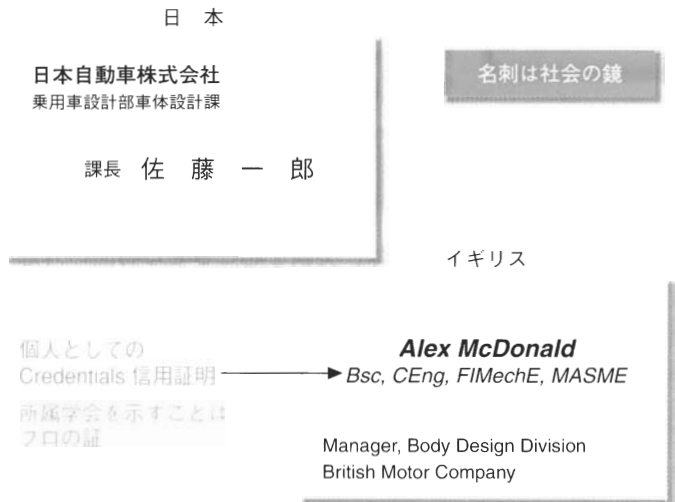 日本
日本自動車株式会社
乗用車設計部車体設計課
課長 佐藤一郎
名刺は社会の鏡
イギリス
個人としての
Credentials 信用証明
所属学会を示すことは
プロの証
Alex McDonald
Bsc, CEng, FIMechE, MASME
Manager, Body Design Division
British Motor Company